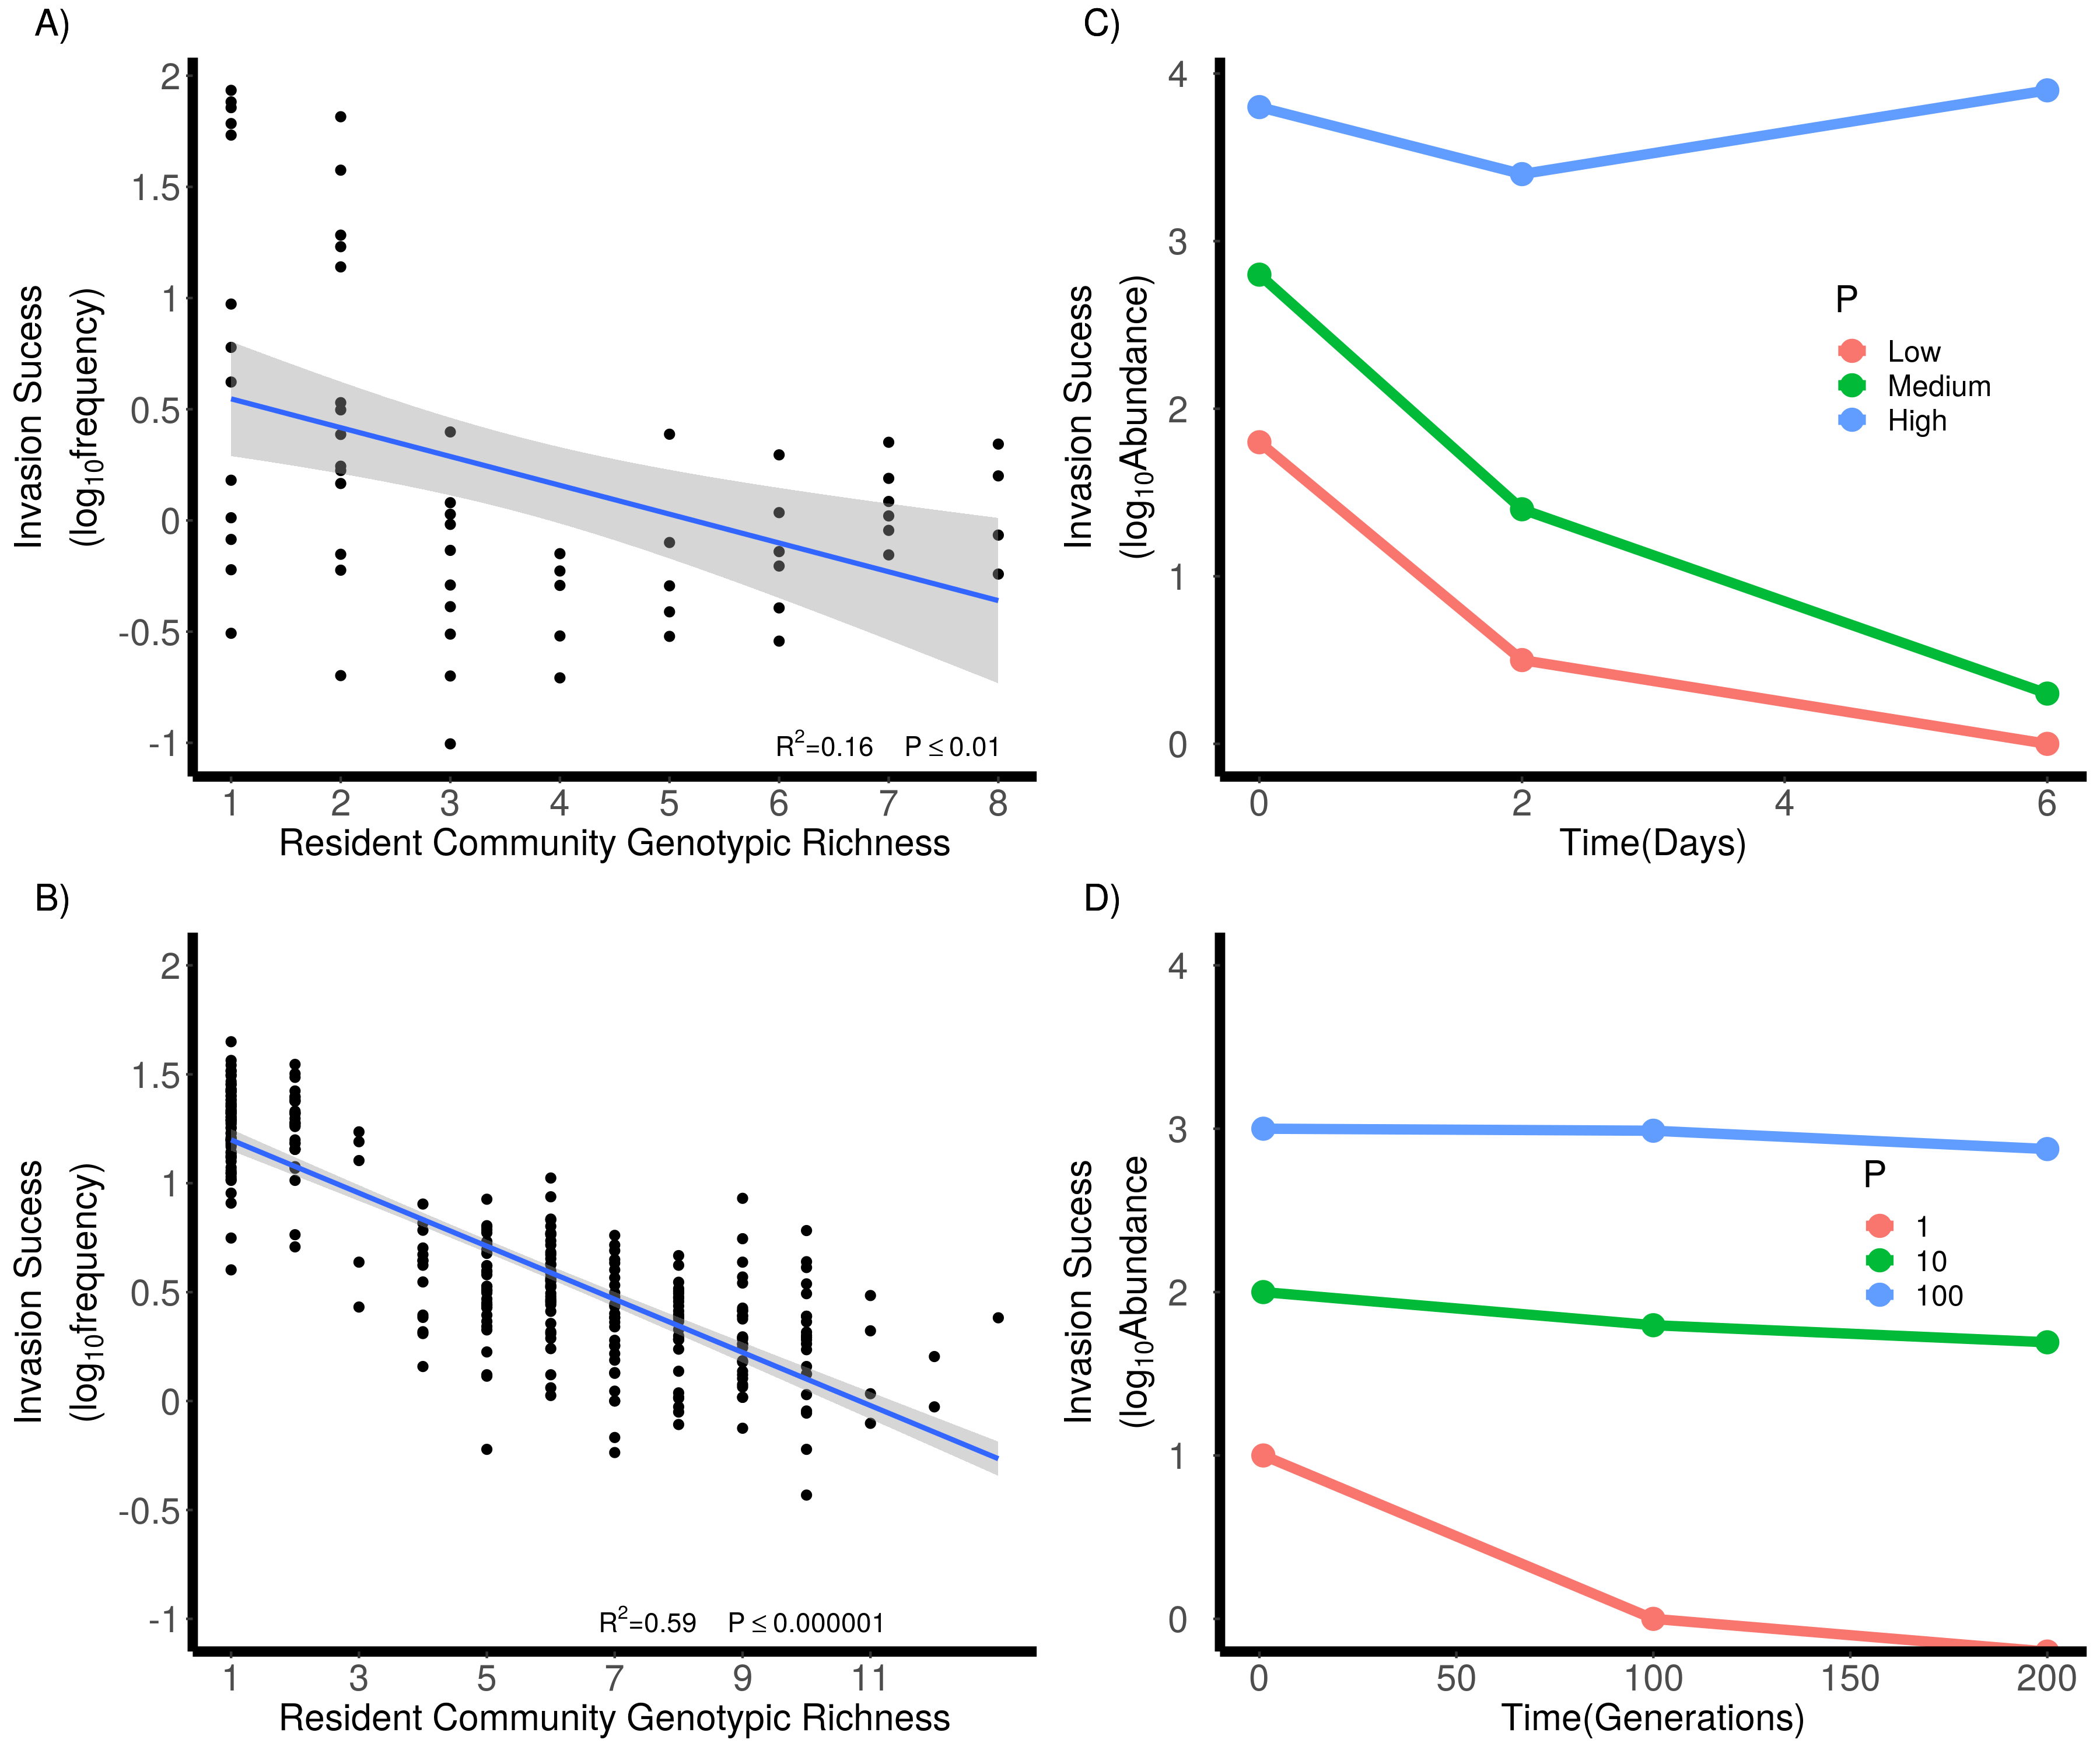 A)
2
1.5
1
0.5
0
-0.5
-1
Invasion Sucess
(log10frequency)
R2=0.16 P ≤ 0.01
1 2 3 4 5 6 7 8
Resident Community Genotypic Richness
C)
4
3
2
1
0
Invasion Sucess
(log10Abundance)
P
Low
Medium
High
0 2 4 6
Time(Days)
B)
2
1.5
1
0.5
0
-0.5
-1
Invasion Sucess
(log10frequency)
R2=0.59 P ≤ 0.000001
1 3 5 7 9 11
Resident Community Genotypic Richness
D)
4
3
2
1
0
Invasion Sucess
(log10Abundance
P
1
10
100
0 50 100 150 200
Time(Generations)